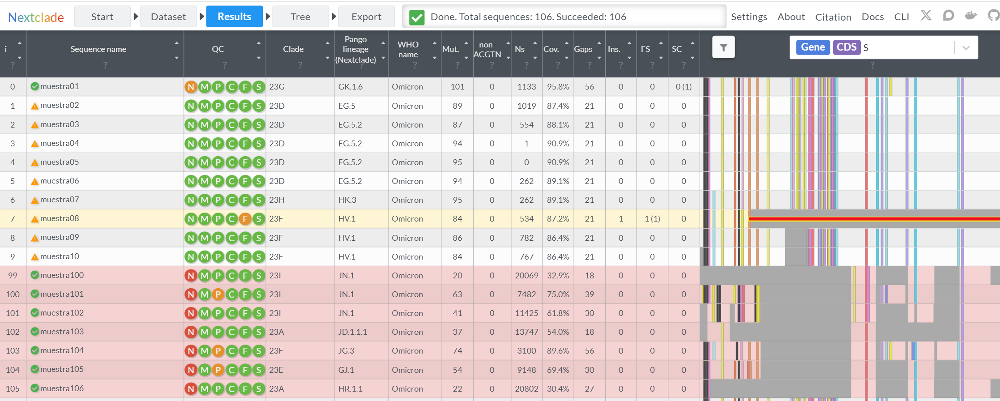 Nextclade Start Dataset Results Tree Export Done. Total sequences: 106. Succeeded: 106 Settings About Citation Docs CLI
i Sequence name QC Clade Pango lineage (Nextclade) WHO name Mut. non-ACGTN Ns Cov. Gaps Ins. FS SC Gene CDS S
? ? ? ? ? ? ? ? ? ? ? ? ? ? ?
0 muestra01 N M P C F S 23G GK.1.6 Omicron 101 0 1133 95.8% 56 0 0 0 (1)
1 muestra02 N M P C F S 23D EG.5 Omicron 89 0 1019 87.4% 21 0 0 0
2 muestra03 N M P C F S 23D EG.5.2 Omicron 87 0 554 88.1% 21 0 0 0
3 muestra04 N M P C F S 23D EG.5.2 Omicron 94 0 1 90.9% 21 0 0 0
4 muestra05 N M P C F S 23D EG.5.2 Omicron 95 0 0 90.9% 21 0 0 0
5 muestra06 N M P C F S 23D EG.5.2 Omicron 94 0 262 89.1% 21 0 0 0
6 muestra07 N M P C F S 23H HK.3 Omicron 95 0 262 89.1% 21 0 0 0
7 muestra08 N M P C F S 23F HV.1 Omicron 84 0 534 87.2% 21 1 1 (1) 0
8 muestra09 N M P C F S 23F HV.1 Omicron 86 0 782 86.4% 21 0 0 0
9 muestra10 N M P C F S 23F HV.1 Omicron 84 0 767 86.4% 21 0 0 0
99 muestra100 N M P C F S 23I JN.1 Omicron 20 0 20069 32.9% 18 0 0 0
100 muestra101 N M P C F S 23I JN.1 Omicron 63 0 7482 75.0% 39 0 0 0
101 muestra102 N M P C F S 23I JN.1 Omicron 41 0 11425 61.8% 30 0 0 0
102 muestra103 N M P C F S 23A JD.1.1.1 Omicron 37 0 13747 54.0% 18 0 0 0
103 muestra104 N M P C F S 23F JG.3 Omicron 74 0 3100 89.6% 56 0 0 0
104 muestra105 N M P C F S 23E GJ.1 Omicron 54 0 9148 69.4% 30 0 0 0
105 muestra106 N M P C F S 23A HR.1.1 Omicron 22 0 20802 30.4% 27 0 0 0